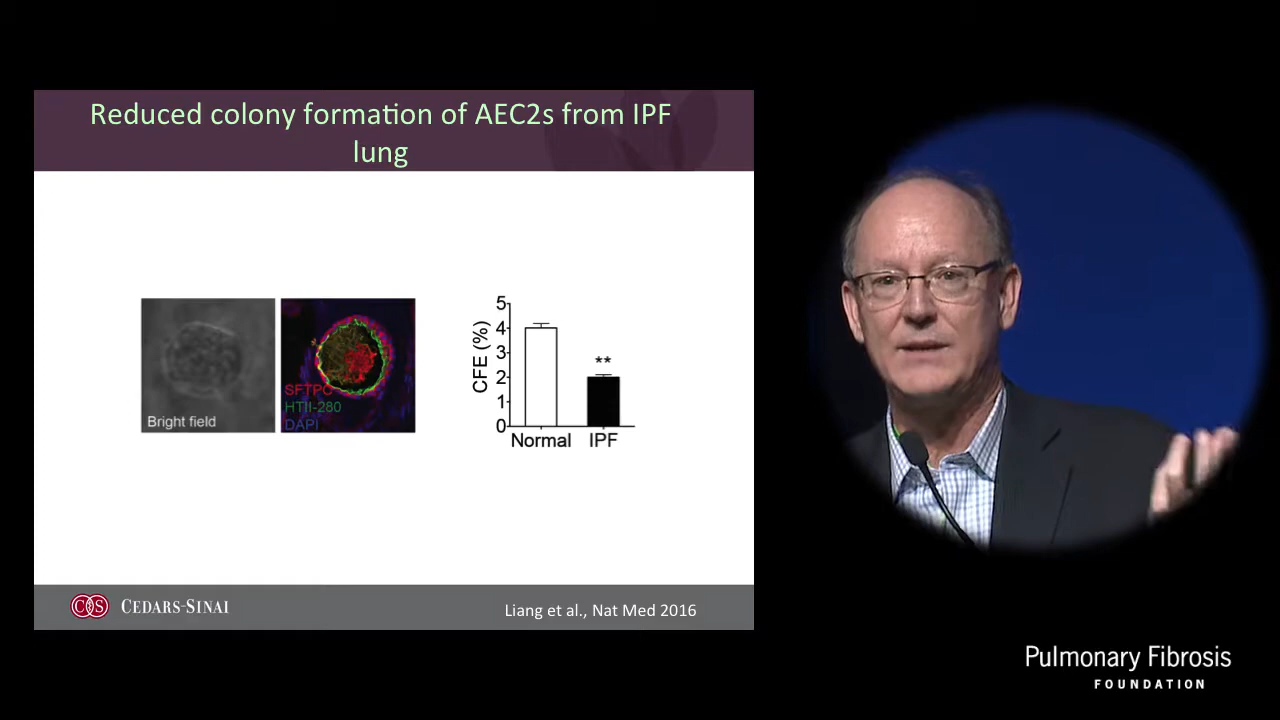 Reduced colony formation of AEC2s from IPF
lung
Bright field
SFTPC
HTII-280
DAPI
CFE (%)
5
4
3
2
1
0
**
Normal
IPF
CS
CEDARS-SINAI
Liang et al., Nat Med 2016
Pulmonary Fibrosis
FOUNDATION